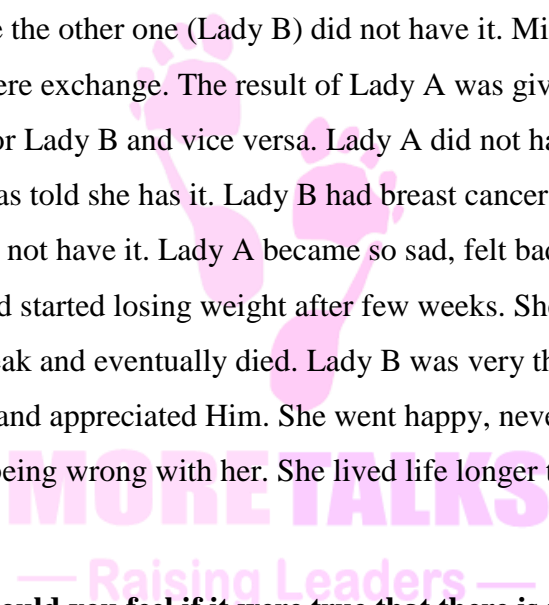 the other one (Lady B) did not have it. Mi
ere exchange. The result of Lady A was giv
or Lady B and vice versa. Lady A did not ha
as told she has it. Lady B had breast cancer
not have it. Lady A became so sad, felt bac
d started losing weight after few weeks. She
eak and eventually died. Lady B was very th
and appreciated Him. She went happy, neve
being wrong with her. She lived life longer t
MORETALKS
— Raising Leaders —
ould you feel if it were true that there is